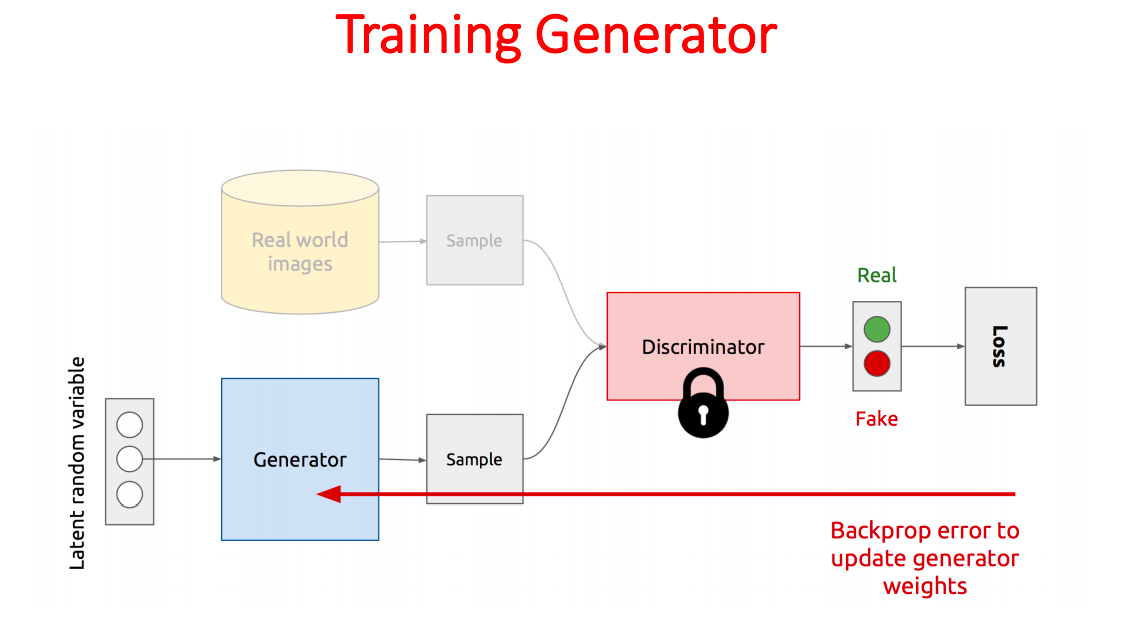 Training Generator
Real world
images
Sample
Latent random variable
Generator
Sample
Discriminator
Real
Fake
Loss
Backprop error to
update generator
weights